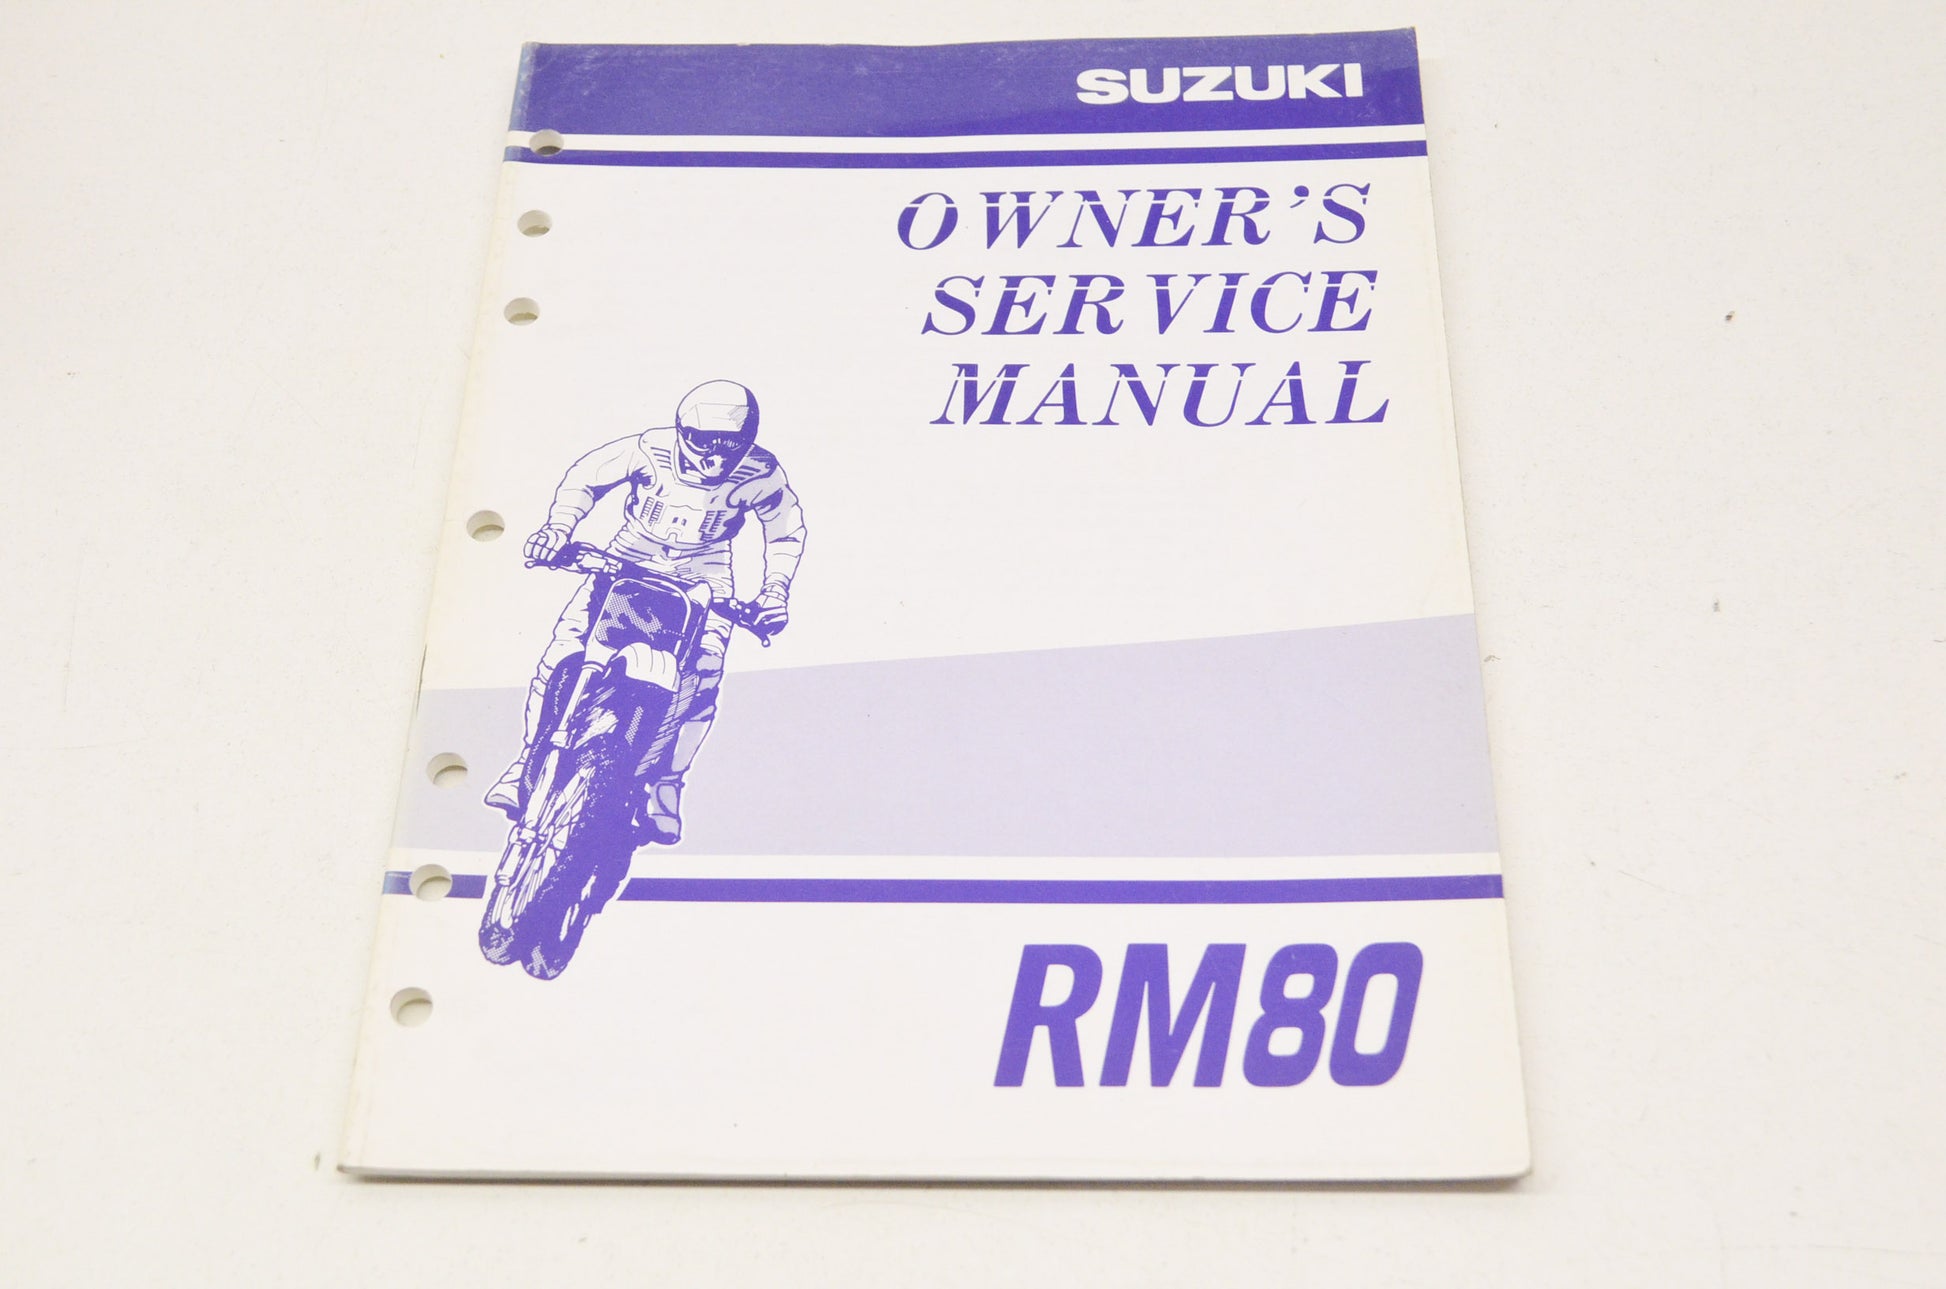 SUZUKI
OWNER'S
SERVICE
MANUAL
RM80